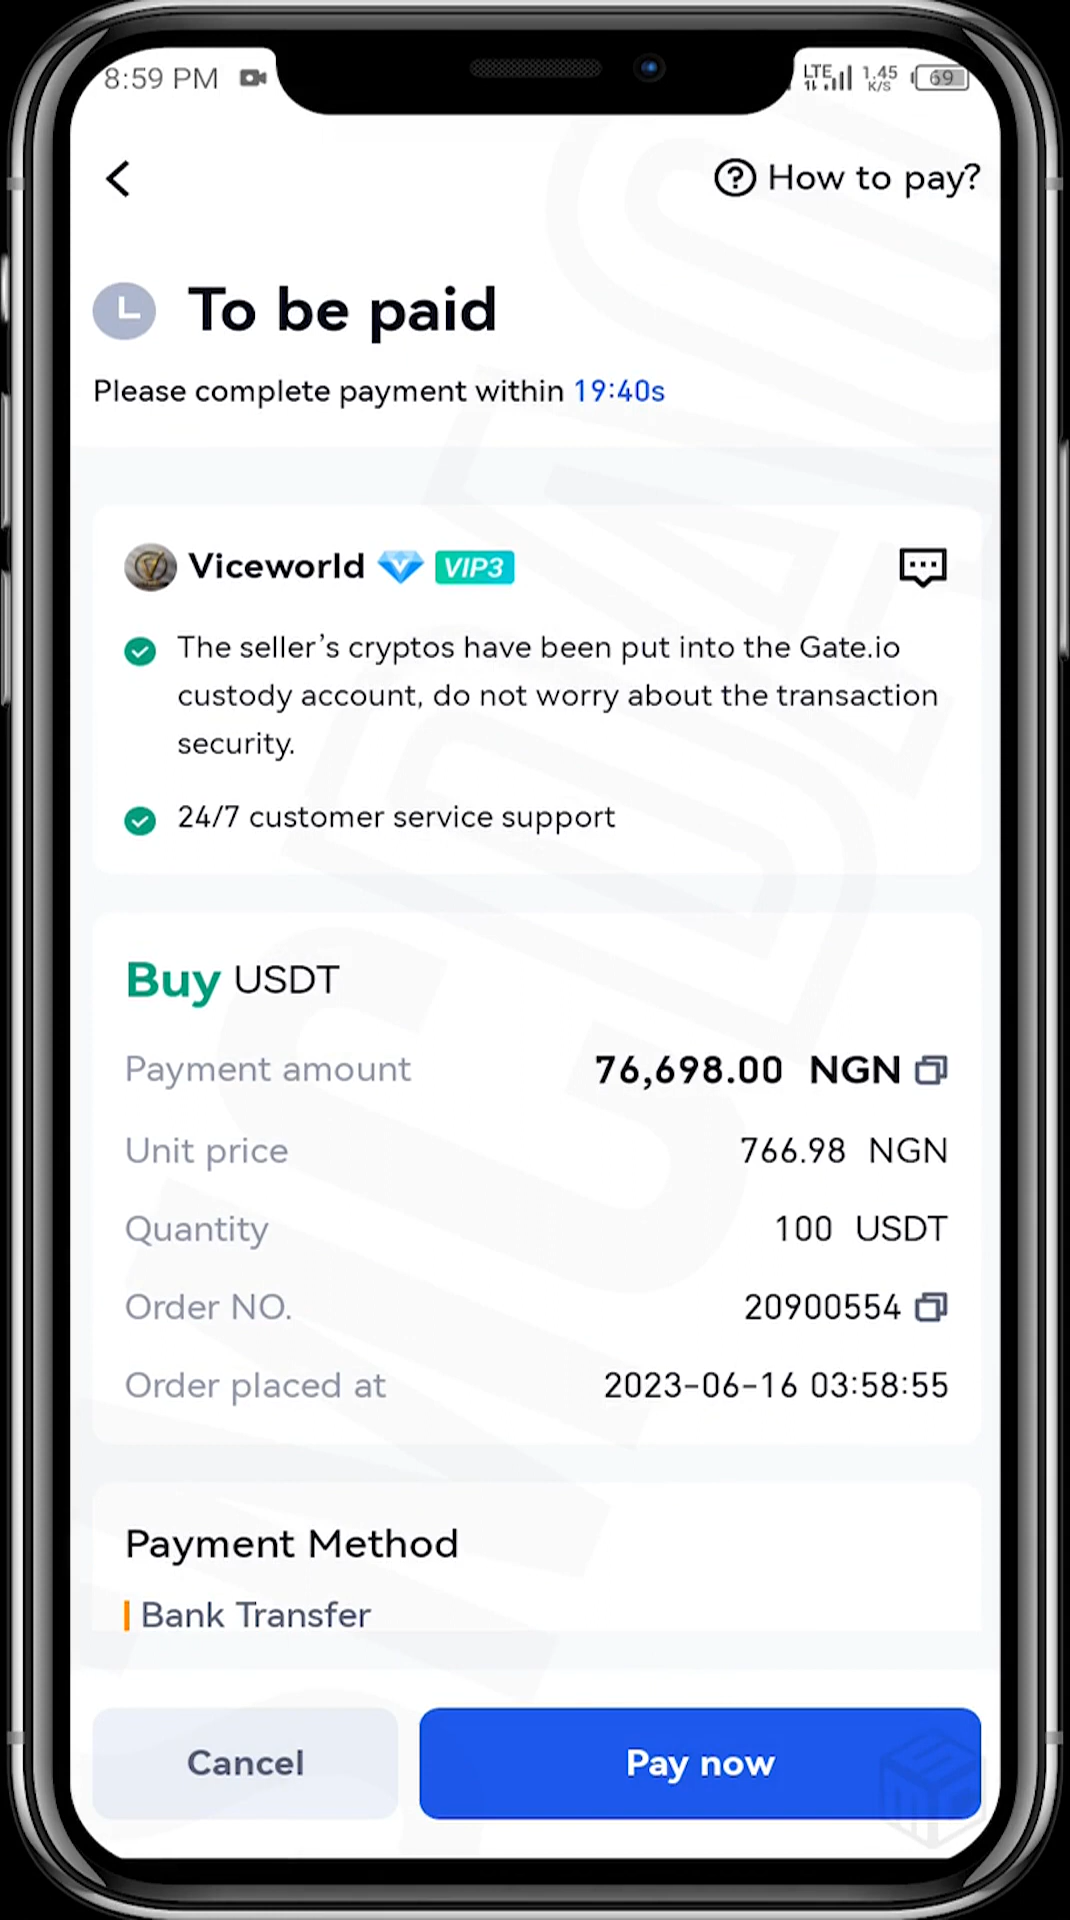 8:59 PM
LTE 1.45 K/S 69
How to pay?
To be paid
Please complete payment within 19:40s
Viceworld VIP3
The seller’s cryptos have been put into the Gate.io
custody account, do not worry about the transaction
security.
24/7 customer service support
Buy USDT
Payment amount 76,698.00 NGN
Unit price 766.98 NGN
Quantity 100 USDT
Order NO. 20900554
Order placed at 2023-06-16 03:58:55
Payment Method
Bank Transfer
Cancel Pay now